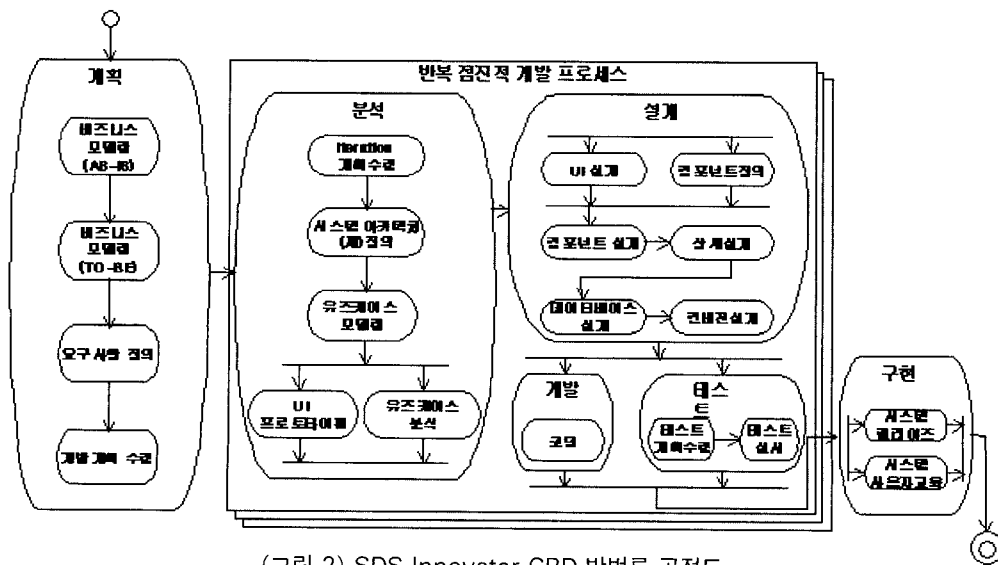 계획
비즈니스
모델링
(AS-IS)
비즈니스
모델링
(TO-BE)
요구사항 정의
개발계획 수립
반복 점진적 개발 프로세스
분석
Iteration
계획수립
시스템 아키텍쳐
(재)정의
유즈케이스
모델링
UI
프로토타이핑
유즈케이스
분석
설계
UI 설계
컴포넌트정의
컴포넌트 설계
상세설계
데이터베이스
설계
컨버전설계
개발
코딩
테스
트
테스트
계획수립
테스트
실시
구현
시스템
릴리이즈
시스템
사용자교육
(그림 2) SDS Innovator CBD 방법론 공정도